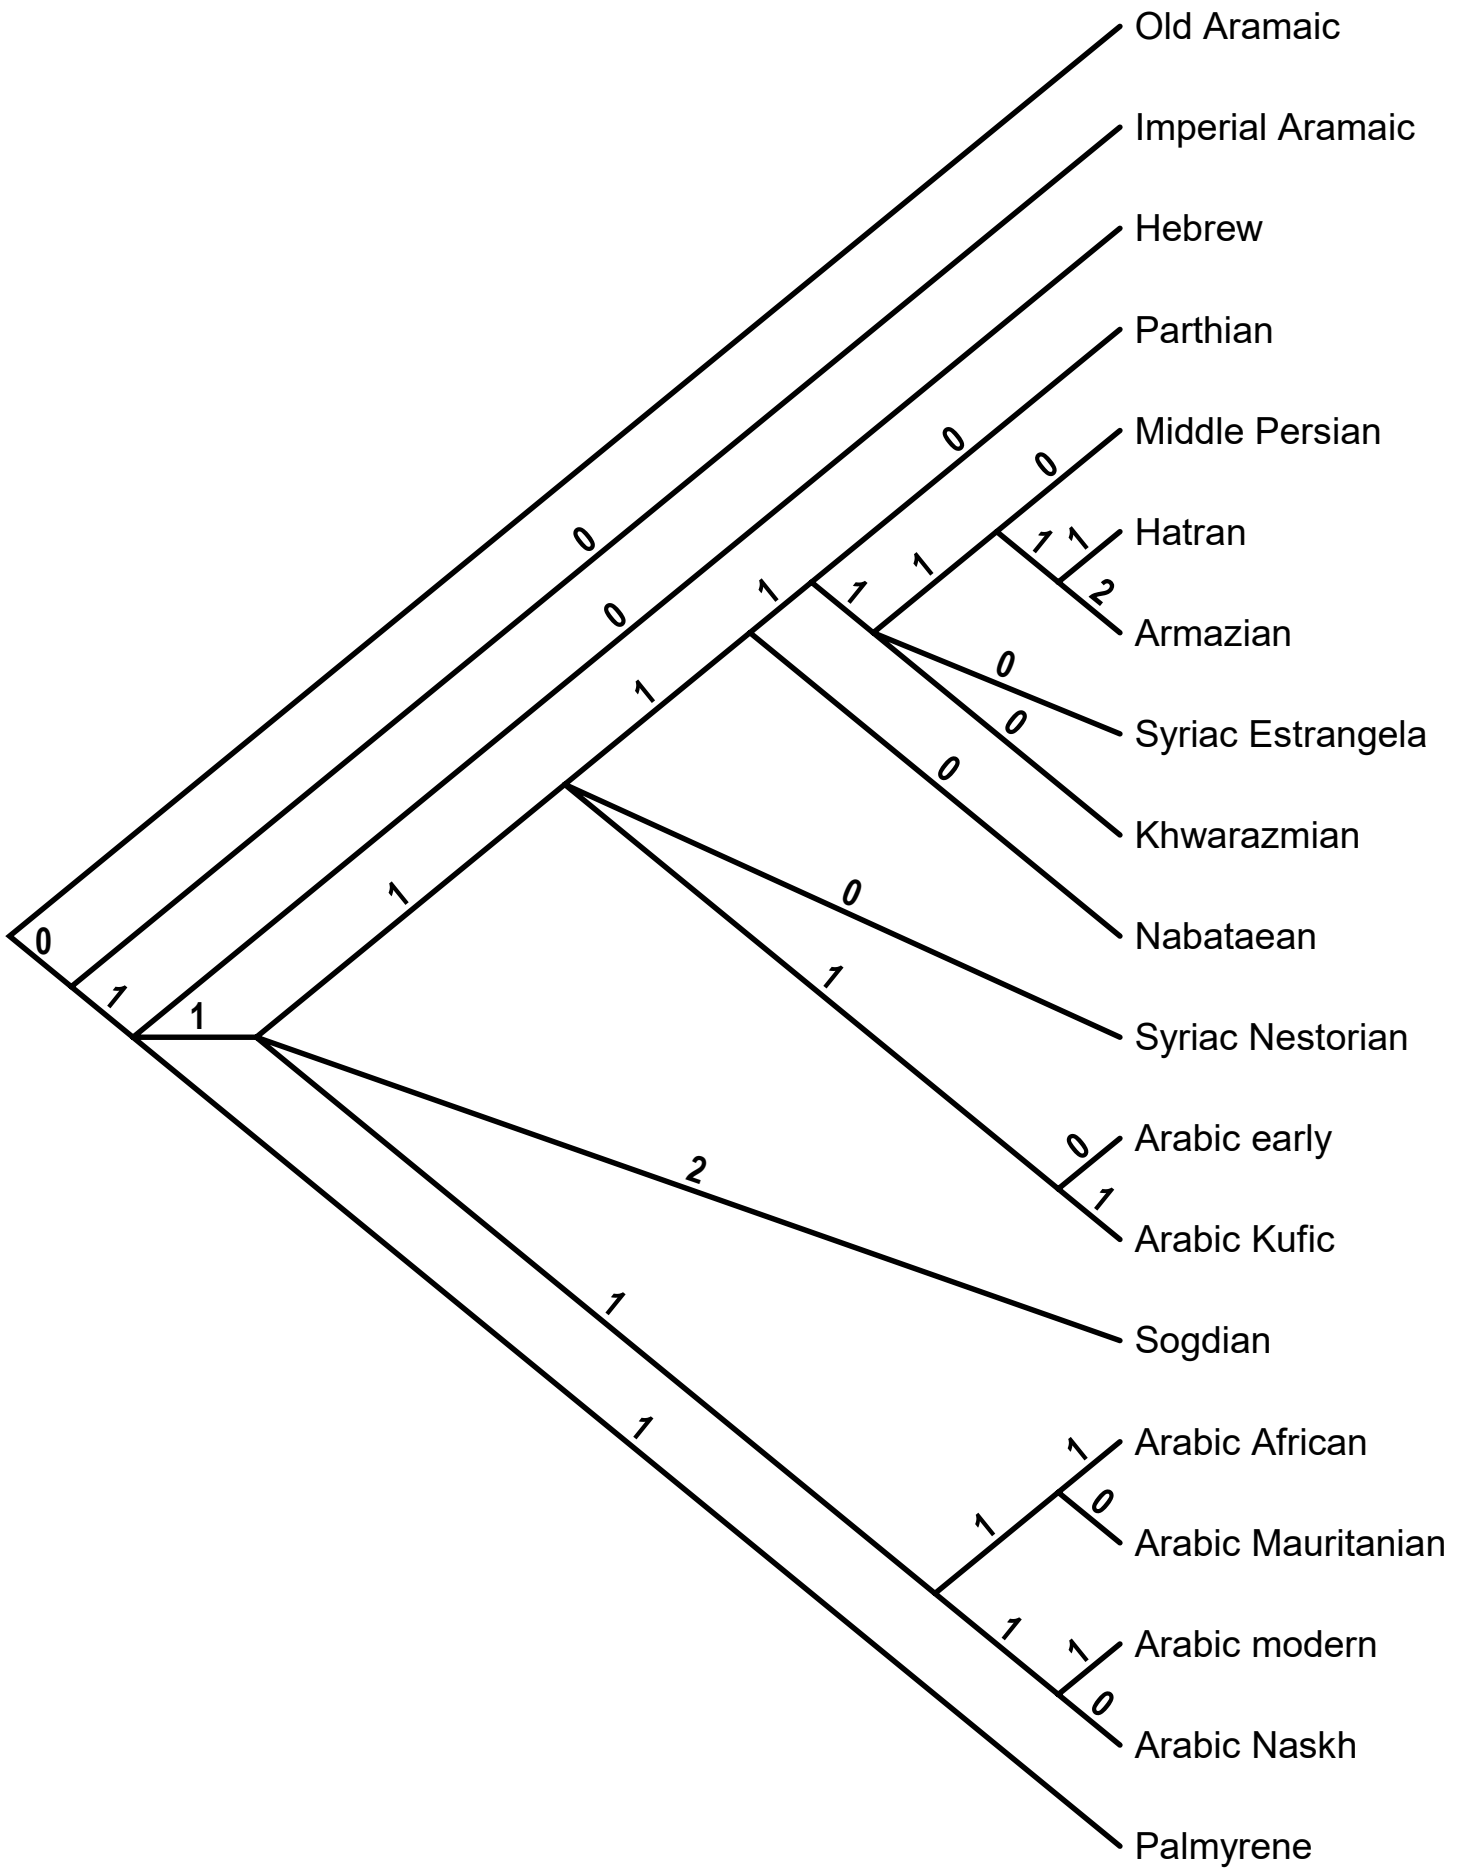 Old Aramaic
Imperial Aramaic
Hebrew
Parthian
0
Middle Persian
0
Hatran
1 1
0
1
2
1 1
0
Armazian
0
1
Syriac Estrangela
0
0
Khwarazmian
1
0
Nabataean
0
1
1
Syriac Nestorian
1
0
Arabic early
2
1
Arabic Kufic
1
Sogdian
1
1
Arabic African
0
1
Arabic Mauritanian
1
1
Arabic modern
0
Arabic Naskh
Palmyrene